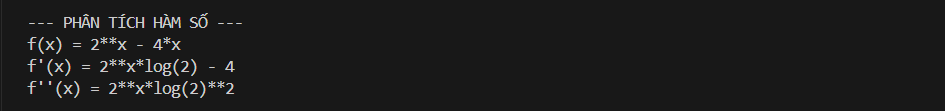 --- PHÂN TÍCH HÀM SỐ ---
f(x) = 2**x - 4*x
f'(x) = 2**x*log(2) - 4
f''(x) = 2**x*log(2)**2